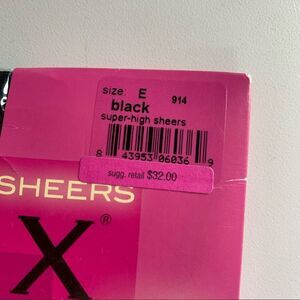 size: E 914
black
super-high sheers
8 43953 06036 9
sugg. retail $32.00
SHEERS
X®